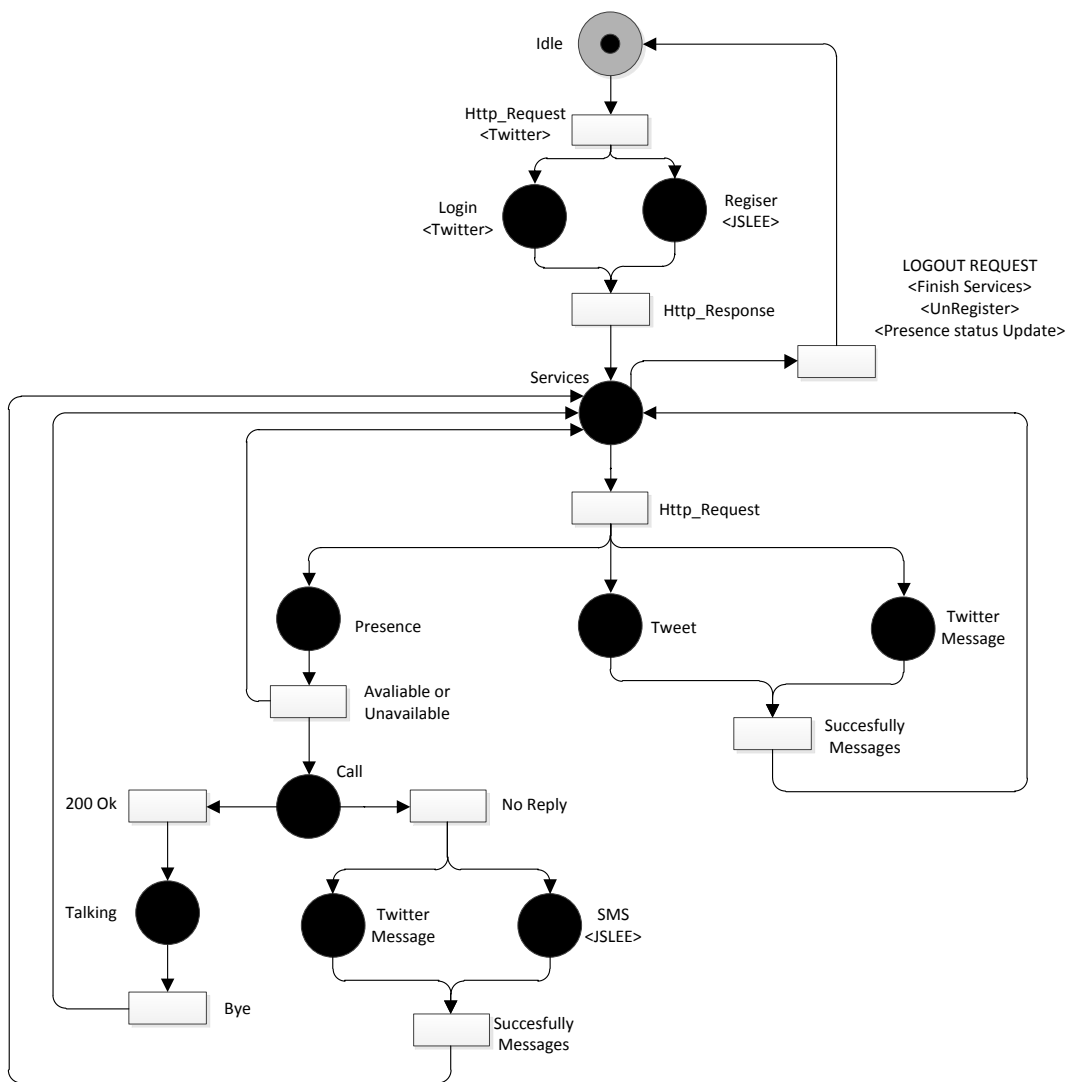 Idle
Http_Request
<Twitter>
Login
<Twitter>
Regiser
<JSLEE>
LOGOUT REQUEST
<Finish Services>
<UnRegister>
<Presence status Update>
Http_Response
Services
Http_Request
Presence
Tweet
Twitter
Message
Avaliable or
Unavailable
Succesfully
Messages
Call
200 Ok
No Reply
Talking
Twitter
Message
SMS
<JSLEE>
Bye
Succesfully
Messages